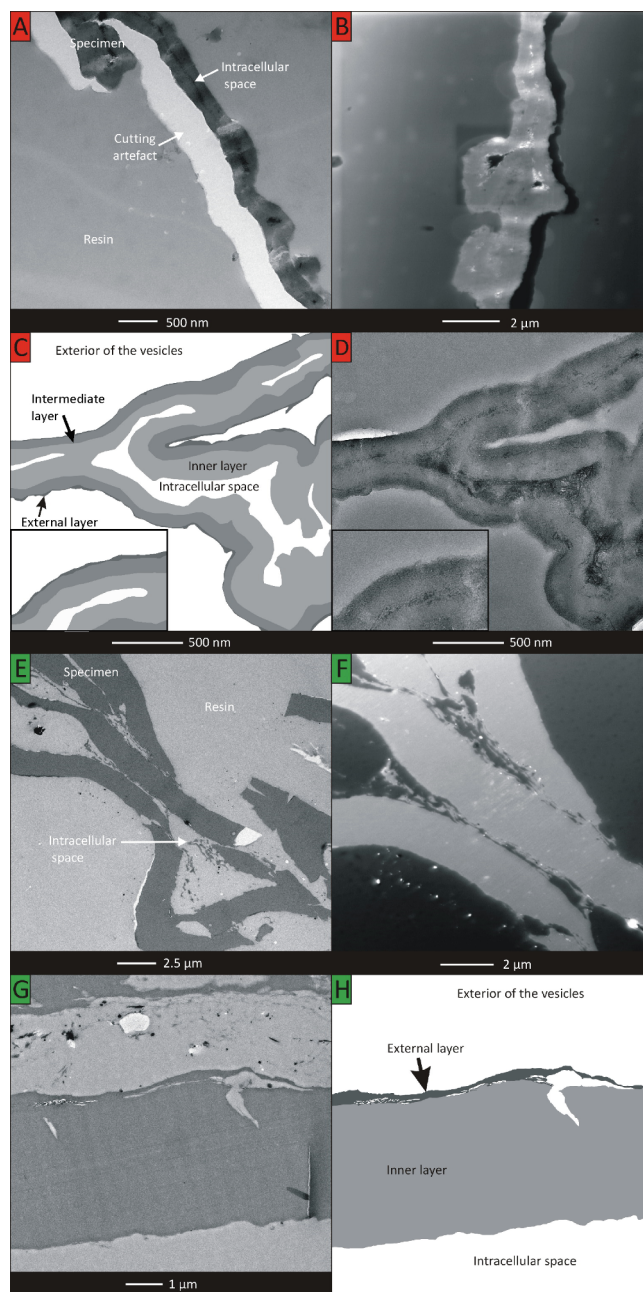 A
Specimen
Intracellular
space
Cutting
artefact
Resin
500 nm
B
2 µm
C
Exterior of the vesicles
Intermediate
layer
Inner layer
Intracellular space
External layer
500 nm
D
500 nm
E
Specimen
Resin
Intracellular
space
2.5 µm
F
2 µm
G
1 µm
H
Exterior of the vesicles
External layer
Inner layer
Intracellular space